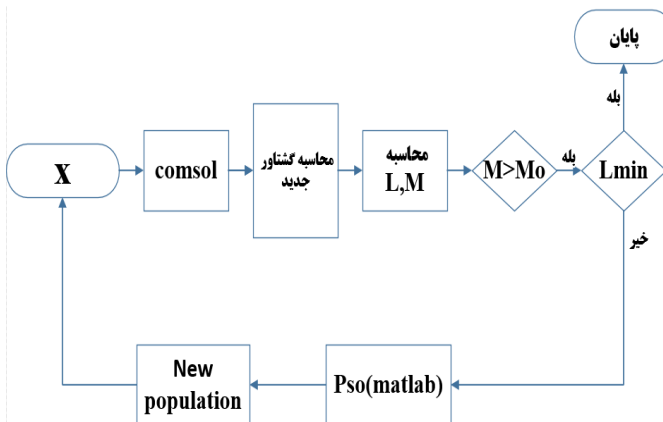 پایان
بله
X
comsol
محاسبه گشتاور
جدید
محاسبه
L,M
M>Mo
بله
Lmin
خیر
New
population
Pso(matlab)